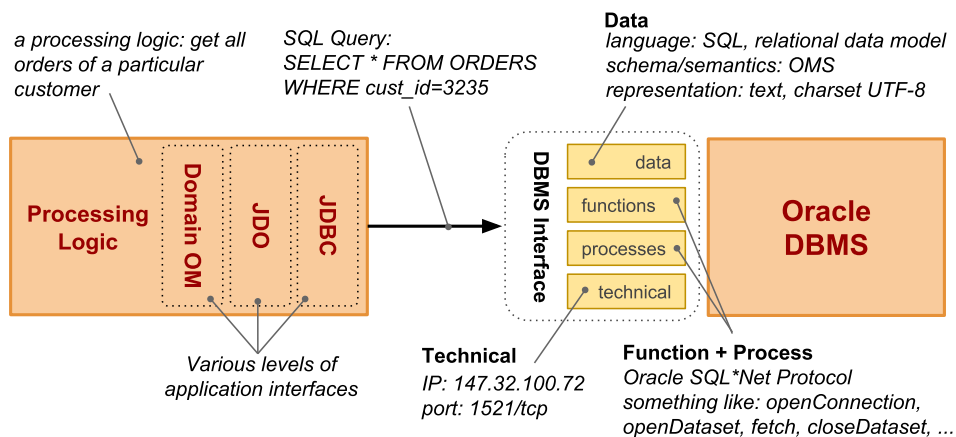 a processing logic: get all
orders of a particular
customer
SQL Query:
SELECT * FROM ORDERS
WHERE cust_id=3235
Data
language: SQL, relational data model
schema/semantics: OMS
representation: text, charset UTF-8
Processing
Logic
Domain OM
JDO
JDBC
DBMS Interface
data
functions
processes
technical
Oracle
DBMS
Various levels of
application interfaces
Technical
IP: 147.32.100.72
port: 1521/tcp
Function + Process
Oracle SQL*Net Protocol
something like: openConnection,
openDataset, fetch, closeDataset, ...